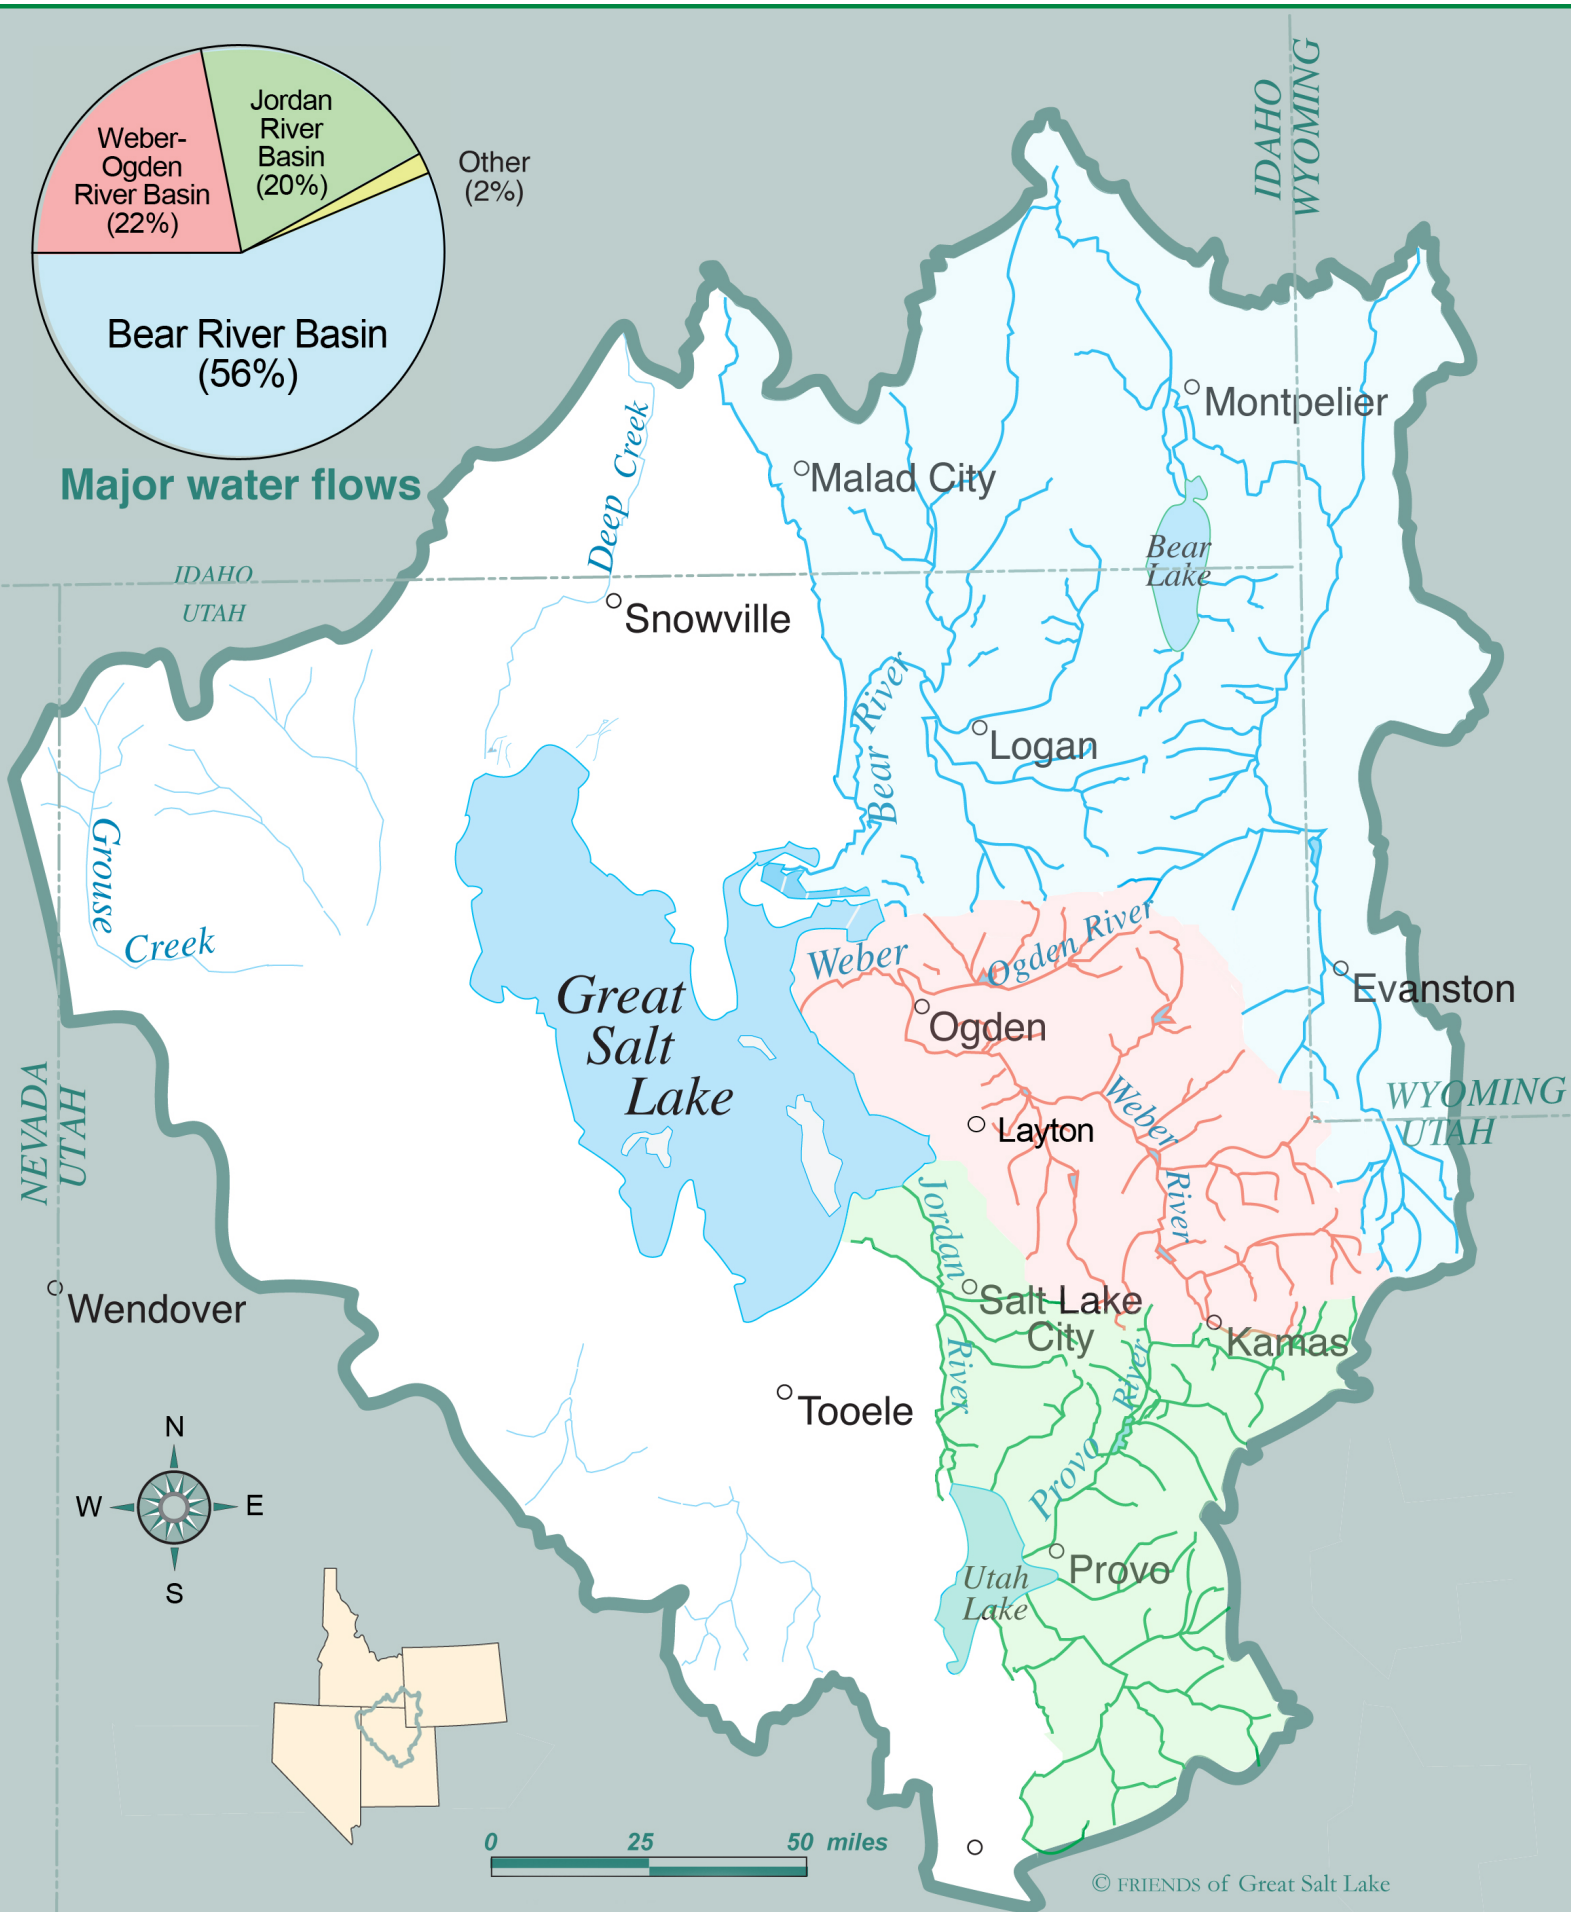 Weber-
Ogden
River Basin
(22%)
Jordan
River
Basin
(20%)
Other
(2%)
Bear River Basin
(56%)
Major water flows
IDAHO
WYOMING
IDAHO
UTAH
Deep Creek
Snowville
Malad City
Montpelier
Bear
Lake
Bear River
Logan
Grouse
Creek
Great
Salt
Lake
Weber
Ogden River
Ogden
Evanston
NEVADA
UTAH
WYOMING
UTAH
Weber
River
Layton
Jordan
River
Wendover
Salt Lake
City
Kamas
Tooele
Provo
River
Provo
Utah
Lake
N
W
E
S
0 25 50 miles
© FRIENDS of Great Salt Lake